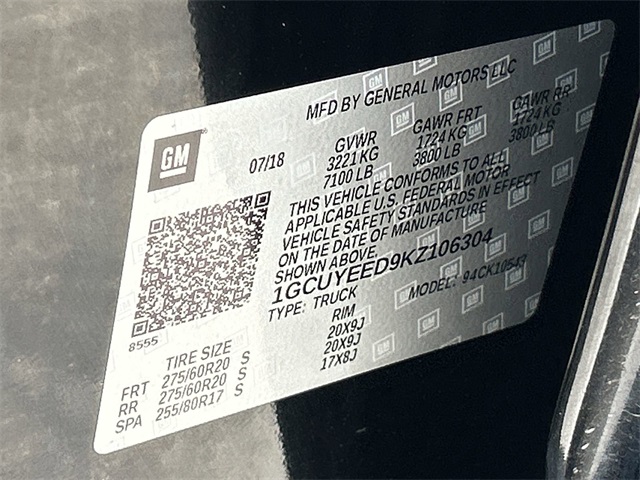 MFD BY GENERAL MOTORS LLC
GM
07/18
GVWR
3221 KG
7100 LB
GAWR FRT
1724 KG
3800 LB
GAWR RR
1724 KG
3800 LB
THIS VEHICLE CONFORMS TO ALL
APPLICABLE U.S. FEDERAL MOTOR
VEHICLE SAFETY STANDARDS IN EFFECT
ON THE DATE OF MANUFACTURE
SHOWN ABOVE.
1GCUYEED9KZ106304
TYPE: TRUCK
MODEL: 94CK10543
8555
TIRE SIZE RIM
FRT 275/60R20 S 20X9J
RR 275/60R20 S 20X9J
SPA 255/80R17 S 17X8J